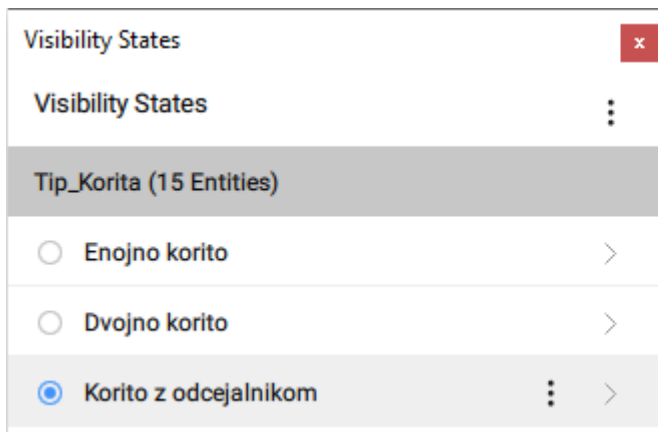 Visibility States
x
Visibility States
Tip_Korita (15 Entities)
Enojno korito
Dvojno korito
Korito z odcejalnikom